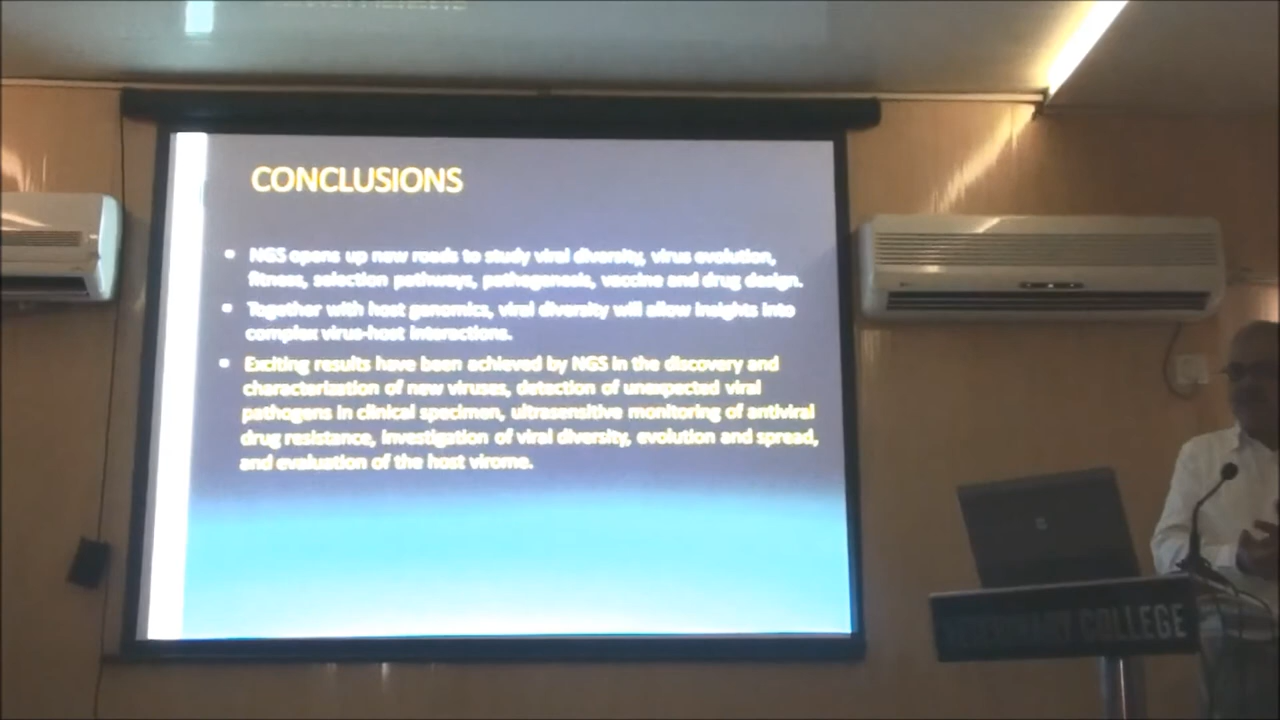 CONCLUSIONS
NGS opens up new roads to study viral diversity, virus evolution,
fitness, selection pathways, pathogenesis, vaccine and drug design.
Together with host genomics, viral diversity will allow insights into
complex virus-host interactions.
Exciting results have been achieved by NGS in the discovery and
characterization of new viruses, detection of unexpected viral
pathogens in clinical specimen, ultrasensitive monitoring of antiviral
drug resistance, investigation of viral diversity, evolution and spread,
and evaluation of the host virome.
VETERINARY COLLEGE